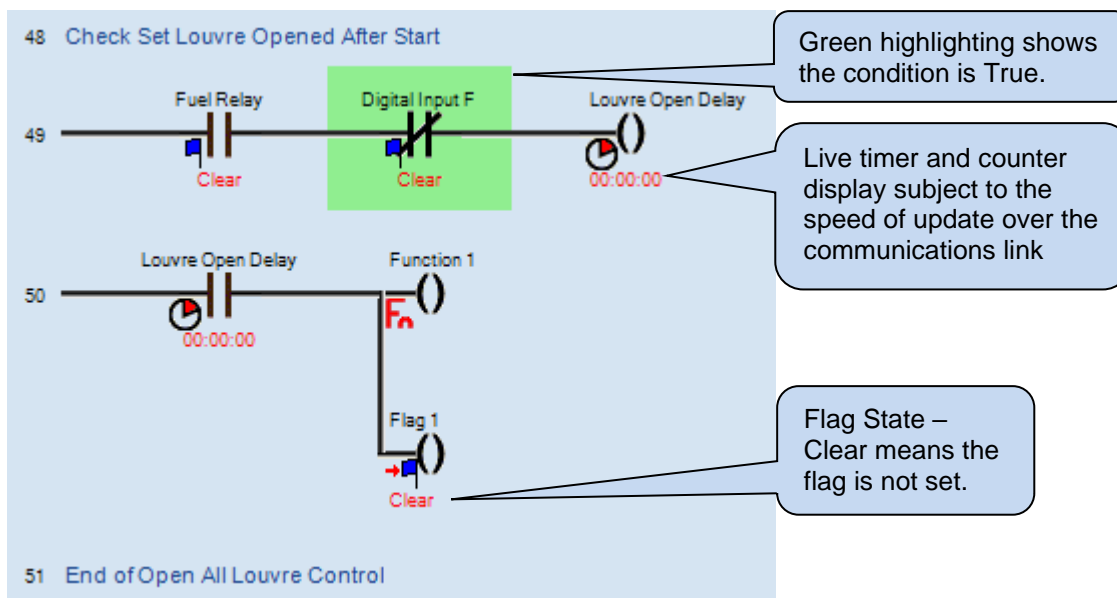 48 Check Set Louvre Opened After Start
Green highlighting shows
the condition is True.
Fuel Relay Digital Input F Louvre Open Delay
49
Clear Clear 00:00:00
Live timer and counter
display subject to the
speed of update over the
communications link
Louvre Open Delay Function 1
50
Fn
00:00:00
Flag 1
Clear
Flag State –
Clear means the
flag is not set.
51 End of Open All Louvre Control